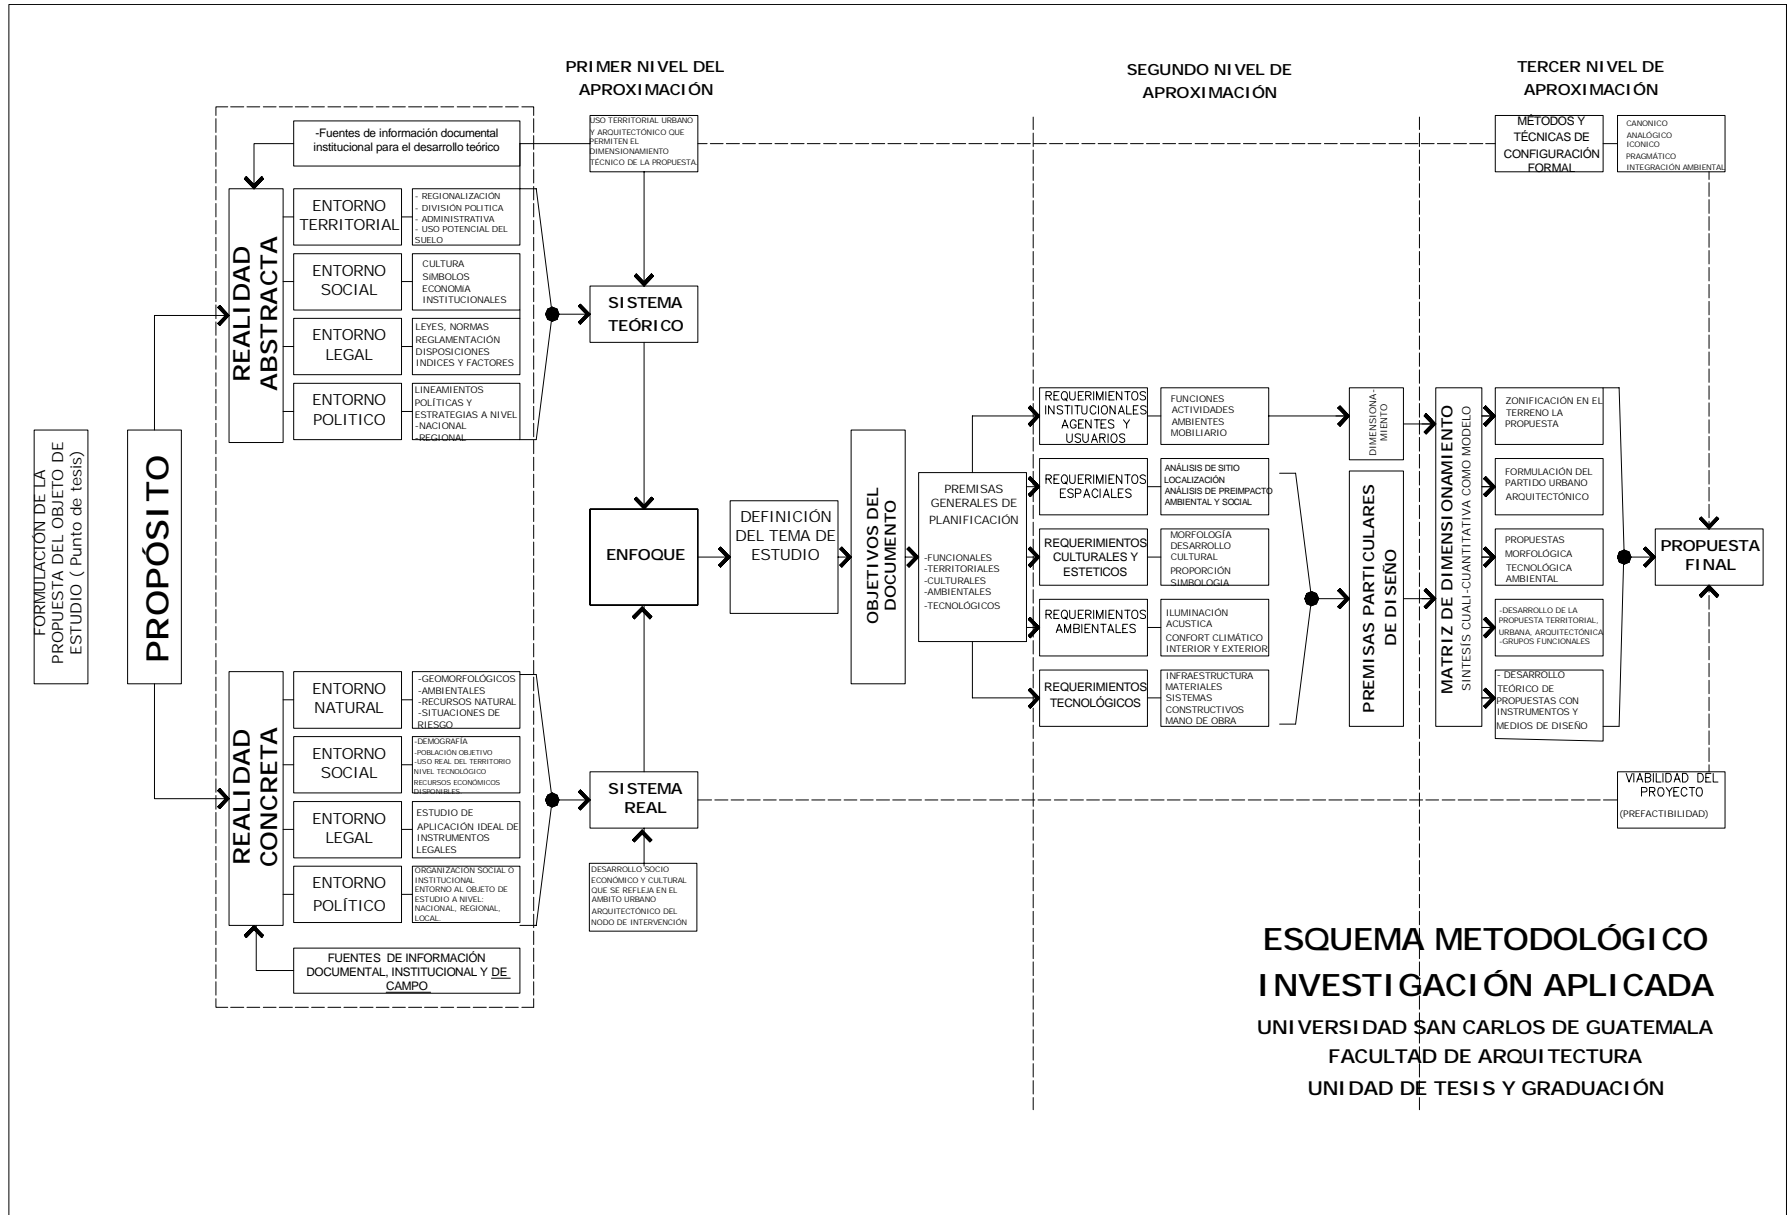 PRIMER NIVEL DEL
APROXIMACIÓN
SEGUNDO NIVEL DE
APROXIMACIÓN
TERCER NIVEL DE
APROXIMACIÓN
FORMULACIÓN DE LA
PROPUESTA DEL OBJETO DE
ESTUDIO ( Punto de tesis)
PROPÓSITO
-Fuentes de información documental
institucional para el desarrollo teórico
REALIDAD
ABSTRACTA
ENTORNO
TERRITORIAL
- REGIONALIZACIÓN
- DIVISIÓN POLITICA
- ADMINISTRATIVA
- USO POTENCIAL DEL
SUELO
ENTORNO
SOCIAL
CULTURA
SIMBOLOS
ECONOMIA
INSTITUCIONALES
ENTORNO
LEGAL
LEYES, NORMAS
REGLAMENTACIÓN
DISPOSICIONES
INDICES Y FACTORES
ENTORNO
POLITICO
LINEAMIENTOS
POLÍTICAS Y
ESTRATEGIAS A NIVEL
-NACIONAL
-REGIONAL
REALIDAD
CONCRETA
ENTORNO
NATURAL
-GEOMORFOLÓGICOS
-AMBIENTALES
-RECURSOS NATURAL
-SITUACIONES DE
RIESGO
ENTORNO
SOCIAL
-DEMOGRAFÍA
-POBLACIÓN OBJETIVO
-USO REAL DEL TERRITORIO
NIVEL TECNOLÓGICO
RECURSOS ECONÓMICOS
DISPONIBLES
ENTORNO
LEGAL
ESTUDIO DE
APLICACIÓN IDEAL DE
INSTRUMENTOS
LEGALES
ENTORNO
POLÍTICO
ORGANIZACIÓN SOCIAL O
INSTITUCIONAL
ENTORNO AL OBJETO DE
ESTUDIO A NIVEL:
NACIONAL, REGIONAL,
LOCAL.
FUENTES DE INFORMACIÓN
DOCUMENTAL, INSTITUCIONAL Y DE
CAMPO
USO TERRITORIAL URBANO
Y ARQUITECTÓNICO QUE
PERMITEN EL
DIMENSIONAMIENTO
TÉCNICO DE LA PROPUESTA.
SISTEMA
TEÓRICO
ENFOQUE
SISTEMA
REAL
DESARROLLO SOCIO
ECONÓMICO Y CULTURAL
QUE SE REFLEJA EN EL
AMBITO URBANO
ARQUITECTÓNICO DEL
NODO DE INTERVENCIÓN
DEFINICIÓN
DEL TEMA DE
ESTUDIO
OBJETIVOS DEL
DOCUMENTO
PREMISAS
GENERALES DE
PLANIFICACIÓN
-FUNCIONALES
-TERRITORIALES
-CULTURALES
-AMBIENTALES
-TECNOLÓGICOS
REQUERIMIENTOS
INSTITUCIONALES
AGENTES Y
USUARIOS
FUNCIONES
ACTIVIDADES
AMBIENTES
MOBILIARIO
REQUERIMIENTOS
ESPACIALES
ANÁLISIS DE SITIO
LOCALIZACIÓN
ANÁLISIS DE PREIMPACTO
AMBIENTAL Y SOCIAL
REQUERIMIENTOS
CULTURALES Y
ESTETICOS
MORFOLOGÍA
DESARROLLO
CULTURAL
PROPORCIÓN
SIMBOLOGIA
REQUERIMIENTOS
AMBIENTALES
ILUMINACIÓN
ACUSTICA
CONFORT CLIMÁTICO
INTERIOR Y EXTERIOR
REQUERIMIENTOS
TECNOLÓGICOS
INFRAESTRUCTURA
MATERIALES
SISTEMAS
CONSTRUCTIVOS
MANO DE OBRA
DIMENSIONA-
MIENTO
PREMISAS PARTICULARES
DE DISEÑO
MATRIZ DE DIMENSIONAMIENTO
SINTESÍS CUALI-CUANTITATIVA COMO MODELO
MÉTODOS Y
TÉCNICAS DE
CONFIGURACIÓN
FORMAL
CANONICO
ANALÓGICO
ICONICO
PRAGMÁTICO
INTEGRACIÓN AMBIENTAL
ZONIFICACIÓN EN EL
TERRENO LA
PROPUESTA
FORMULACIÓN DEL
PARTIDO URBANO
ARQUITECTÓNICO
PROPUESTAS
MORFOLÓGICA
TECNOLÓGICA
AMBIENTAL
-DESARROLLO DE LA
PROPUESTA TERRITORIAL,
URBANA, ARQUITECTÓNICA
-GRUPOS FUNCIONALES
- DESARROLLO
TEÓRICO DE
PROPUESTAS CON
INSTRUMENTOS Y
MEDIOS DE DISEÑO
PROPUESTA
FINAL
VIABILIDAD DEL
PROYECTO
(PREFACTIBILIDAD)
ESQUEMA METODOLÓGICO
INVESTIGACIÓN APLICADA
UNIVERSIDAD SAN CARLOS DE GUATEMALA
FACULTAD DE ARQUITECTURA
UNIDAD DE TESIS Y GRADUACIÓN